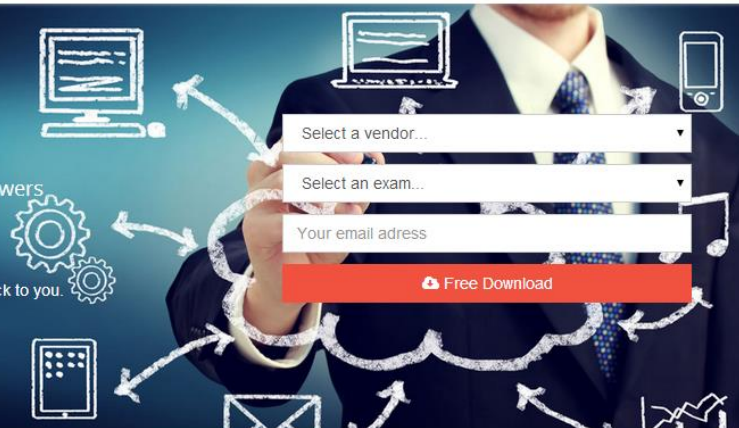 Select a vendor...
wers
Select an exam...
Your email adress
Free Download
ck to you.